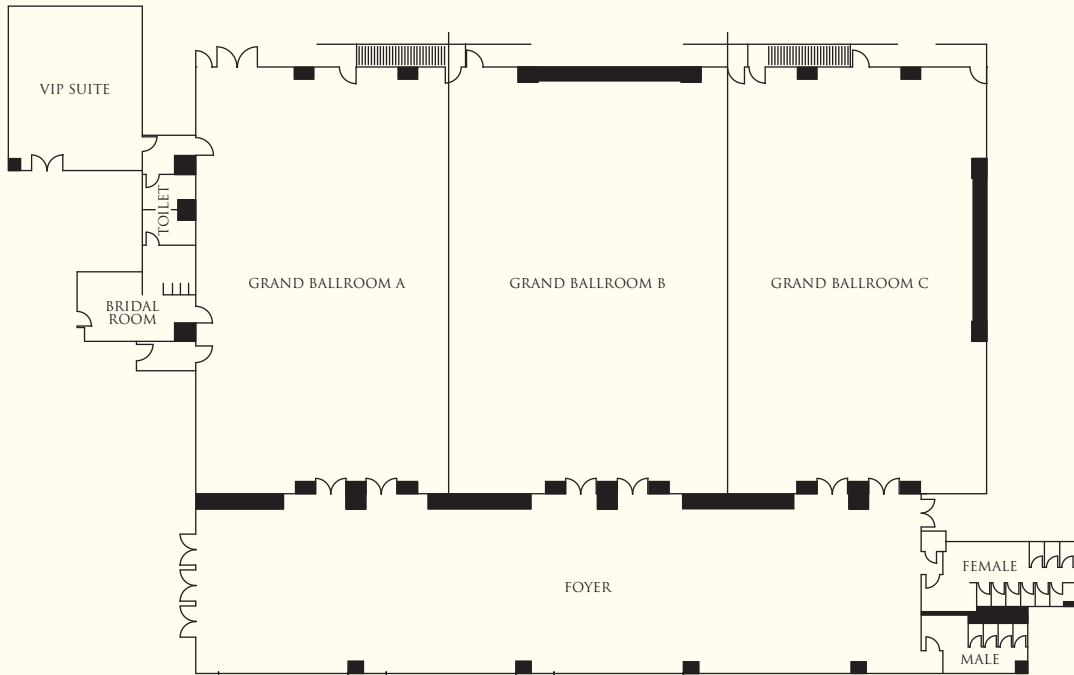 VIP SUITE
TOILET
GRAND BALLROOM A
GRAND BALLROOM B
GRAND BALLROOM C
BRIDAL
ROOM
FEMALE
FOYER
MALE